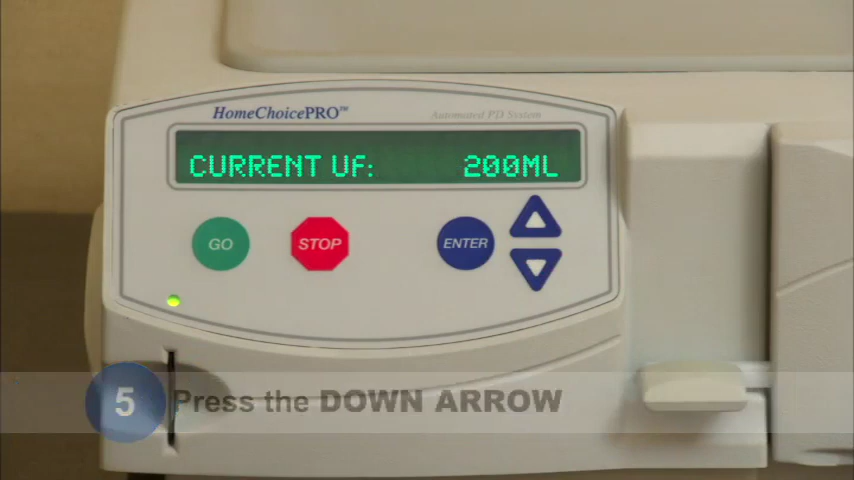 HomeChoicePRO™
Automated PD System
CURRENT UF: 200ML
GO STOP ENTER
5 Press the DOWN ARROW